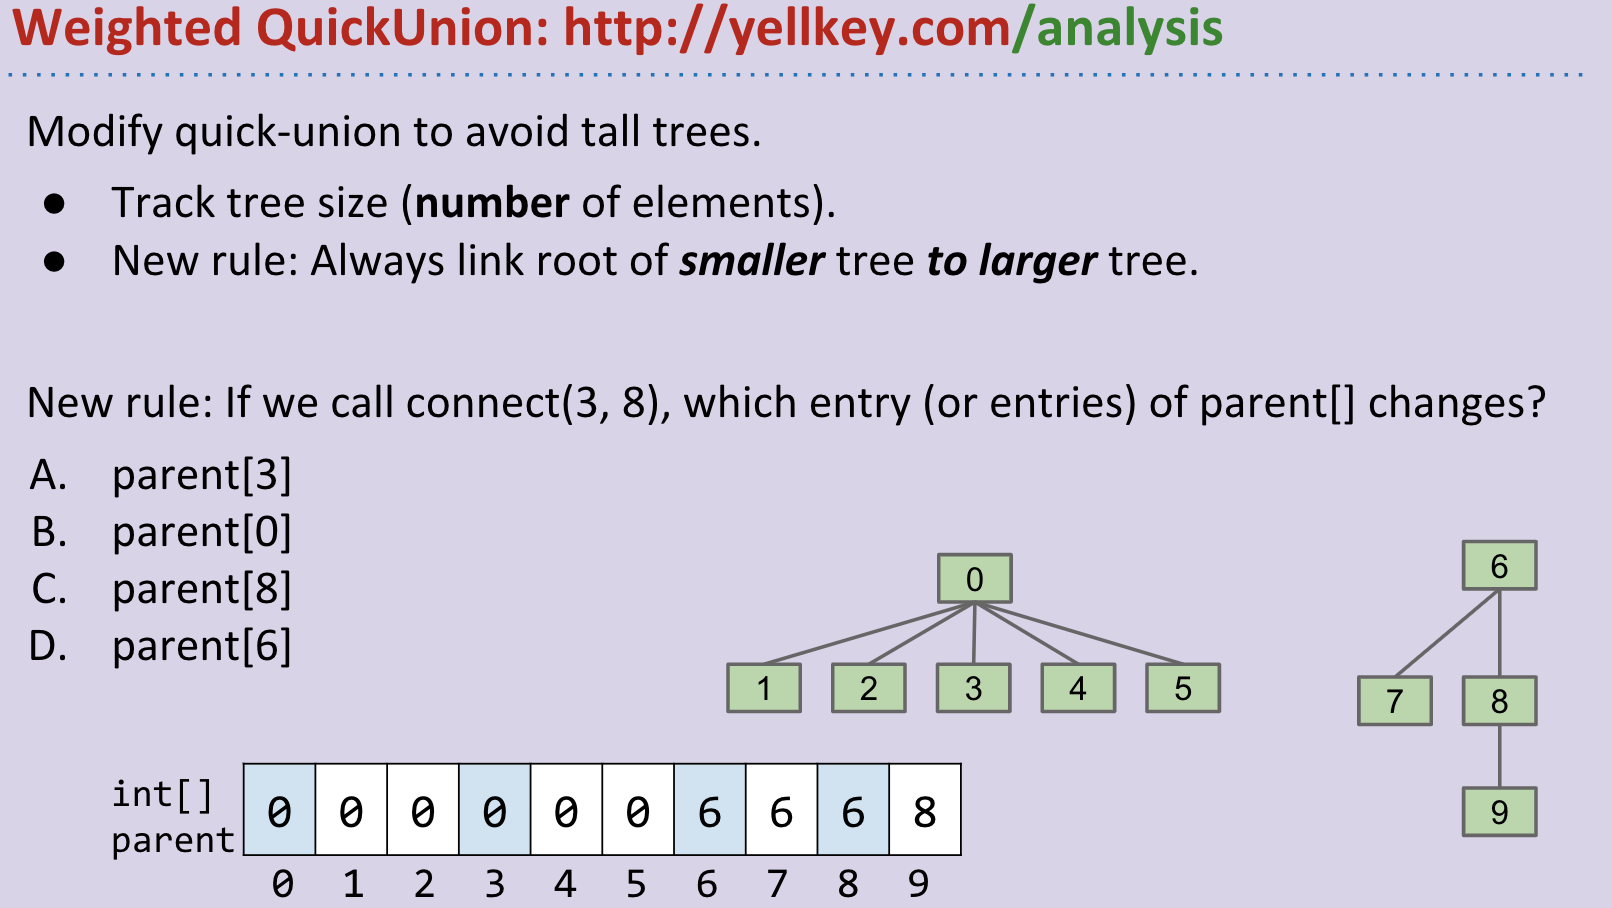 Weighted QuickUnion: http://yellkey.com/analysis
Modify quick-union to avoid tall trees.
● Track tree size (number of elements).
● New rule: Always link root of smaller tree to larger tree.
New rule: If we call connect(3, 8), which entry (or entries) of parent[] changes?
A. parent[3]
B. parent[0]
C. parent[8]
D. parent[6]
0
1 2 3 4 5
6
7 8
9
int[]
parent
0 0 0 0 0 0 6 6 6 8
0 1 2 3 4 5 6 7 8 9